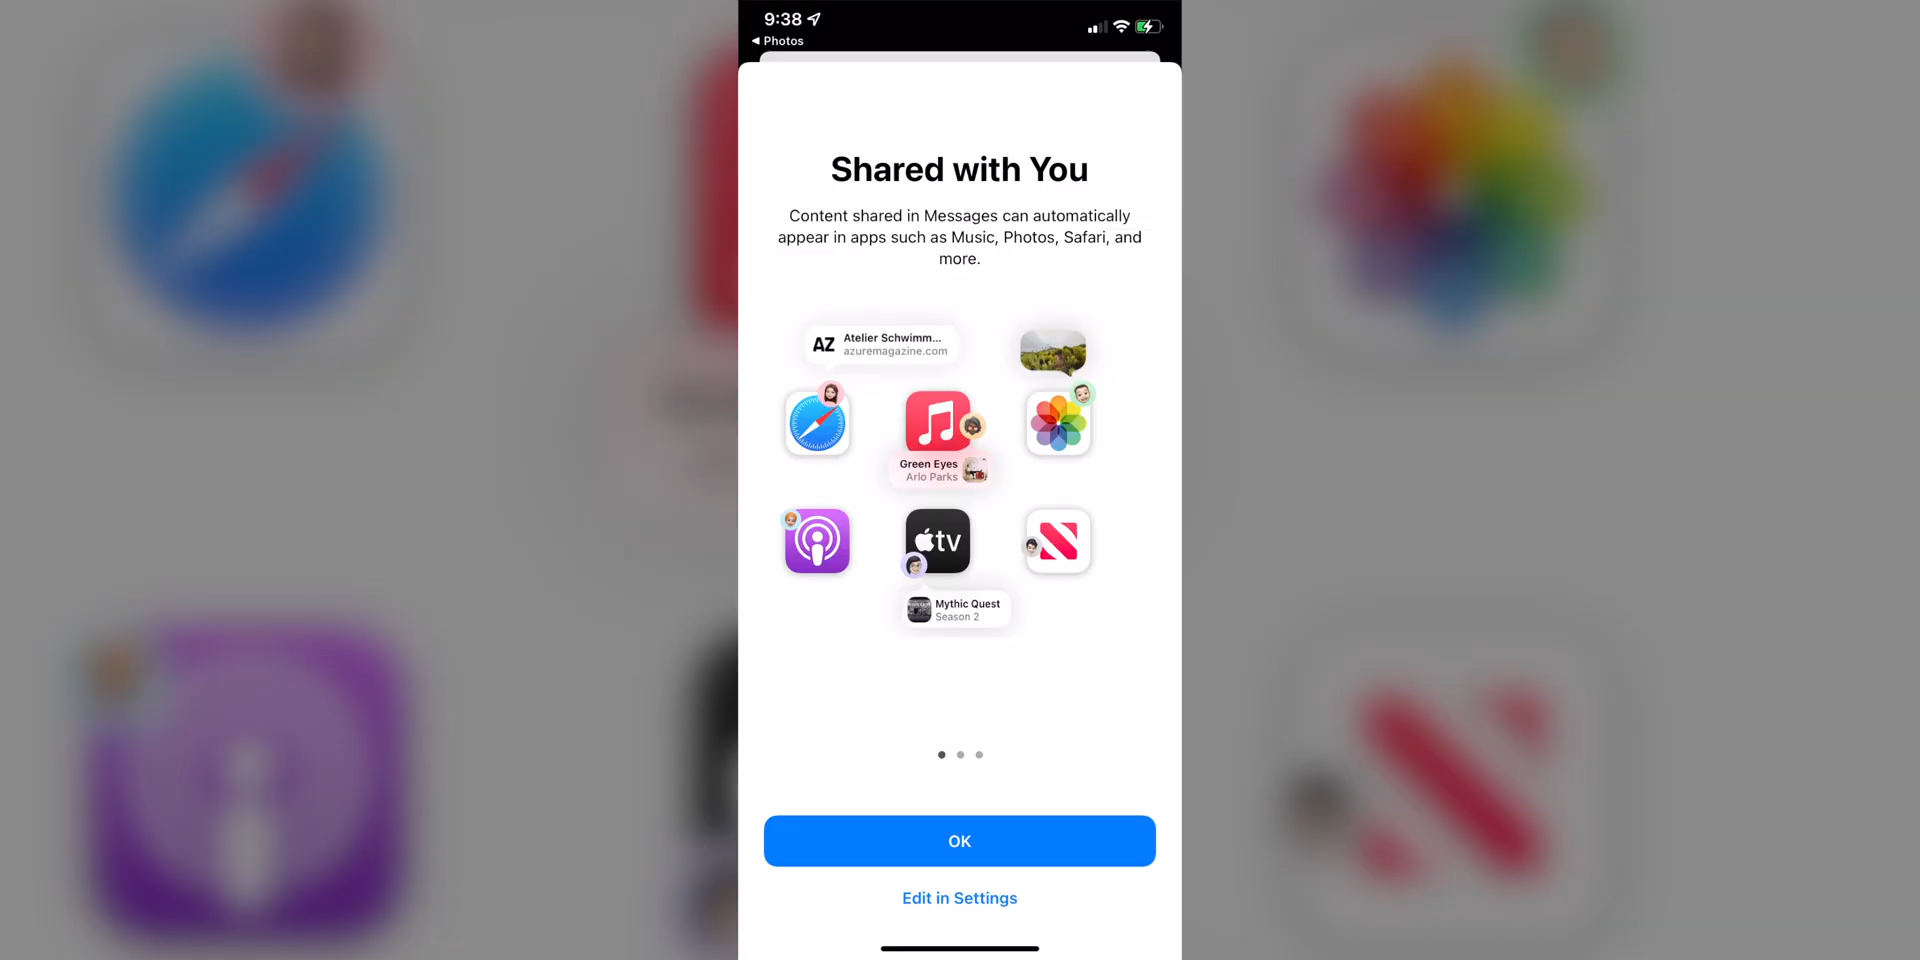 9:38
◀ Photos
Shared with You
Content shared in Messages can automatically
appear in apps such as Music, Photos, Safari, and
more.
AZ
Atelier Schwimm...
azuremagazine.com
Green Eyes
Arlo Parks
tv
Mythic Quest
Season 2
OK
Edit in Settings